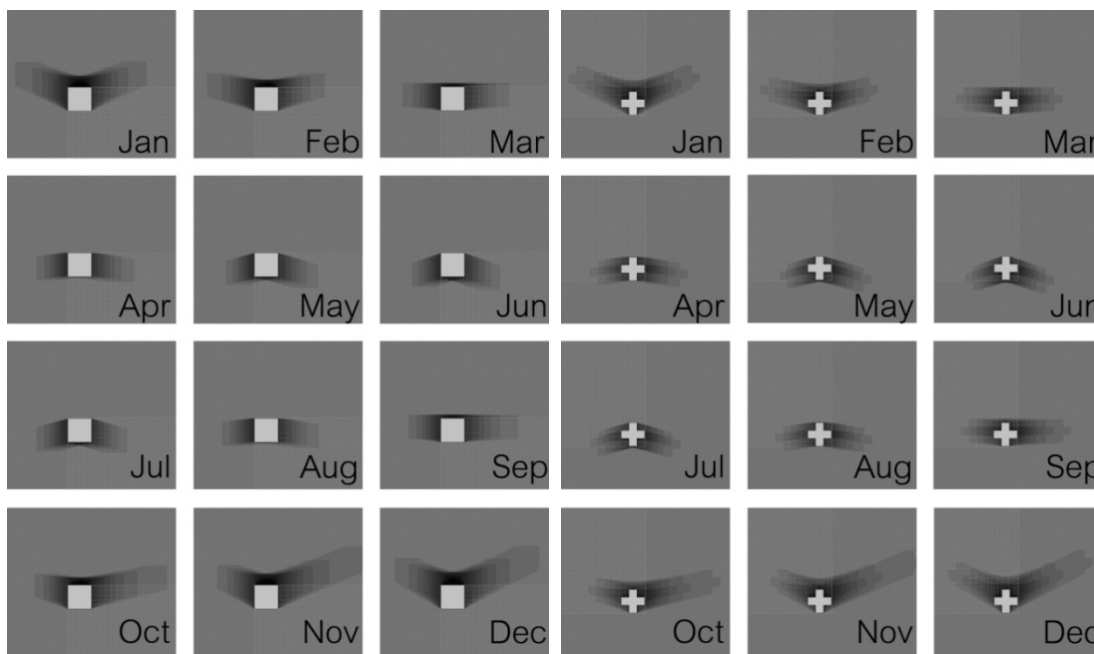 Jan Feb Mar Jan Feb Mar
Apr May Jun Apr May Jun
Jul Aug Sep Jul Aug Sep
Oct Nov Dec Oct Nov Dec